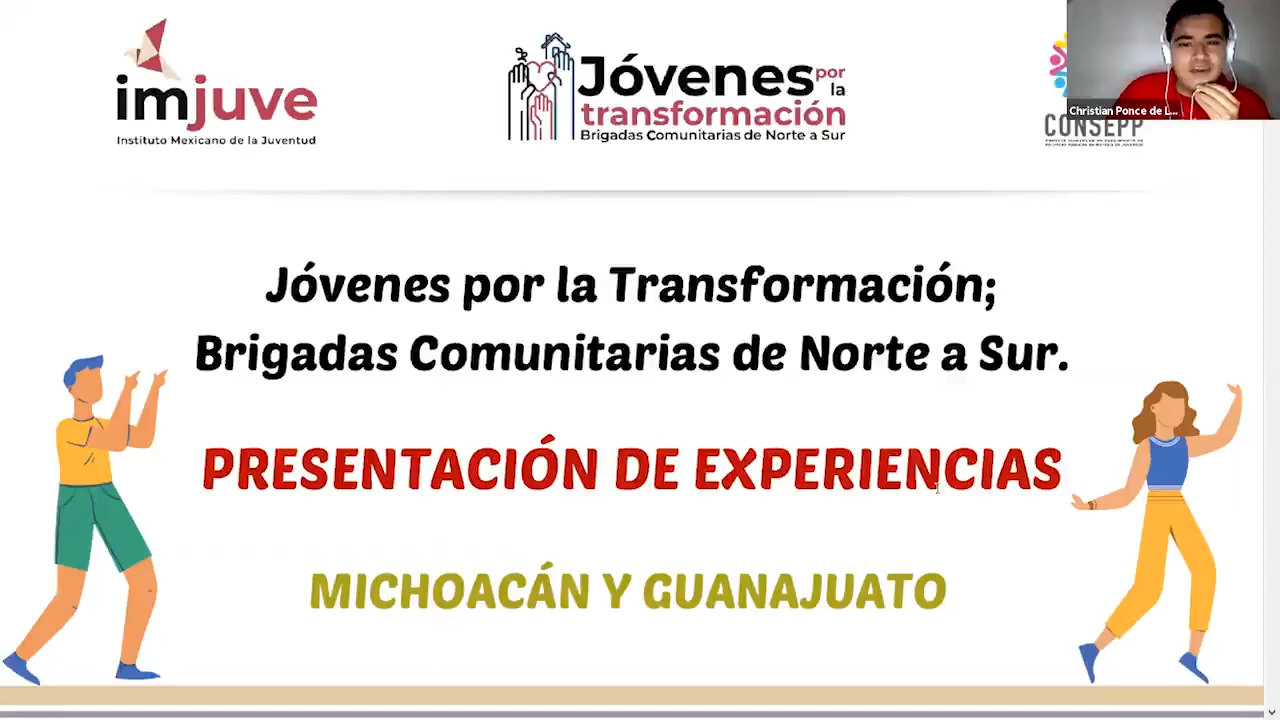 imjuve
Instituto Mexicano de la Juventud
Jóvenes por la
transformación
Brigadas Comunitarias de Norte a Sur
Christian Ponce de L...
CONSEPP
Jóvenes por la Transformación;
Brigadas Comunitarias de Norte a Sur.
PRESENTACIÓN DE EXPERIENCIAS
MICHOACÁN Y GUANAJUATO